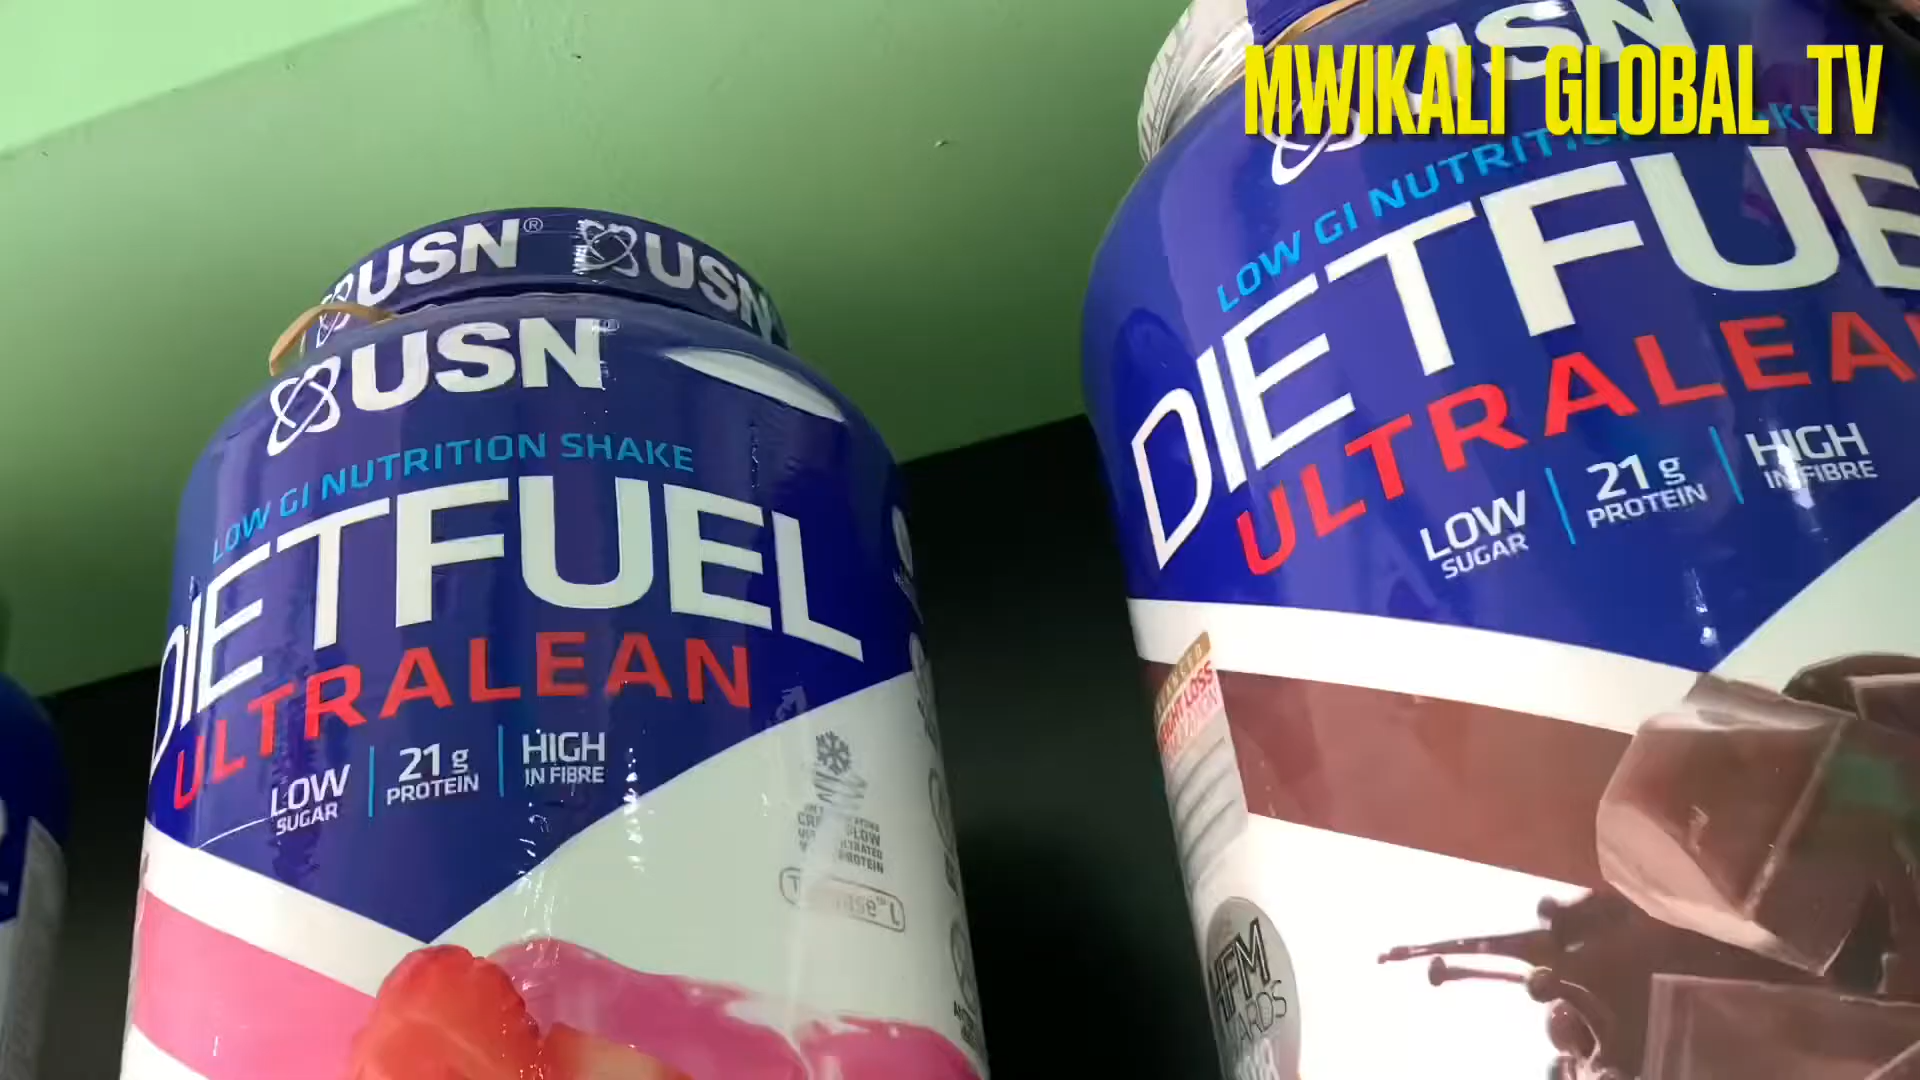 MWIKALI GLOBAL TV
USN® USN
USN®
LOW GI NUTRITION SHAKE
DIETFUEL
ULTRALEAN
LOW SUGAR
21g PROTEIN
HIGH IN FIBRE
USN
LOW GI
DIETFUE
ULTRALEA
LOW SUGAR
21g PROTEIN
HIGH IN FIBRE
HFM